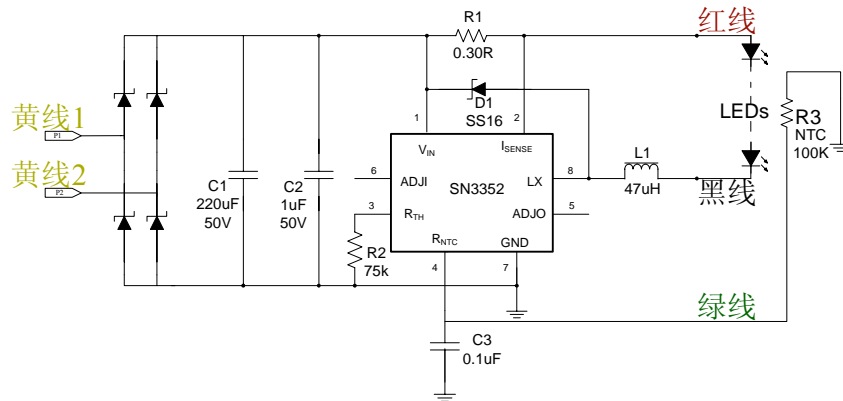 R1
0.30R
红线
黄线1
P1
黄线2
P2
C1
220uF
50V
C2
1uF
50V
1
D1
SS16
2
VIN
ISENSE
6
ADJI
SN3352
LX
8
3
RTH
ADJO
5
RNTC
GND
4
7
R2
75k
L1
47uH
LEDs
R3
NTC
100K
黑线
绿线
C3
0.1uF